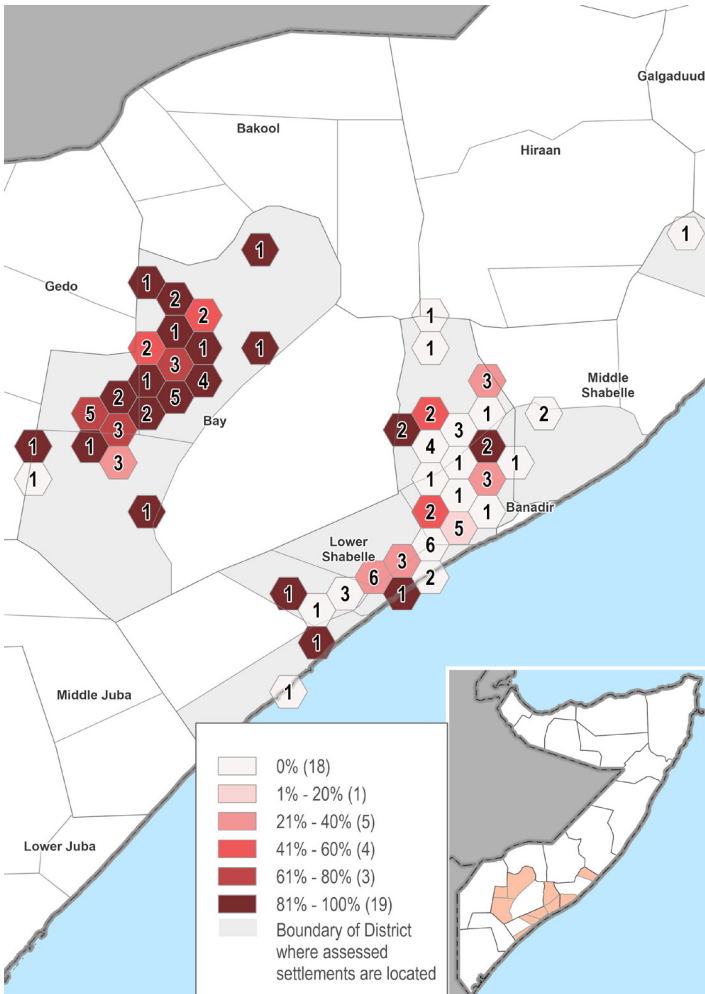 Galgaduud
Bakool
Hiraan
1
1
Gedo
1
2
2
1
1
1
2
1
1
3
1
1
4
3
Middle
Shabelle
2
5
5
2
2
1
2
Bay
3
2
4
3
2
1
1
3
1
1
1
3
1
1
1
2
1
Banadir
5
Lower
Shabelle
6
3
6
2
1
3
1
1
1
Middle Juba
1
0% (18)
1% - 20% (1)
21% - 40% (5)
Lower Juba
41% - 60% (4)
61% - 80% (3)
81% - 100% (19)
Boundary of District
where assessed
settlements are located